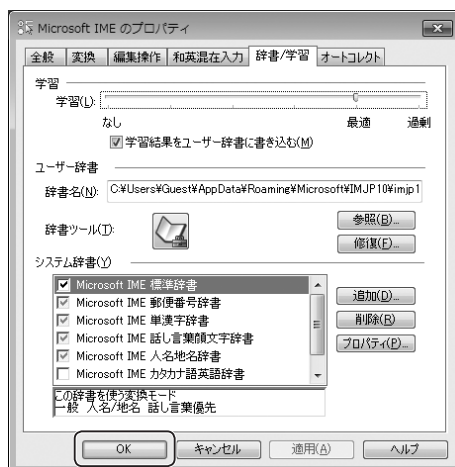 Microsoft IME のプロパティ
全般 変換 編集操作 和英混在入力 辞書/学習 オートコレクト
学習
学習(L):
なし 最適 過剰
学習結果をユーザー辞書に書き込む(M)
ユーザー辞書
辞書名(N): C:¥Users¥Guest¥AppData¥Roaming¥Microsoft¥IMJP10¥imjp1
参照(B)...
辞書ツール(T):
修復(F)...
システム辞書(Y)
Microsoft IME 標準辞書
Microsoft IME 郵便番号辞書
Microsoft IME 単漢字辞書
Microsoft IME 話し言葉顔文字辞書
Microsoft IME 人名地名辞書
Microsoft IME カタカナ語英語辞書
追加(D)...
削除(R)
プロパティ(P)...
この辞書を使う変換モード
一般 人名/地名 話し言葉優先
OK キャンセル 適用(A) ヘルプ